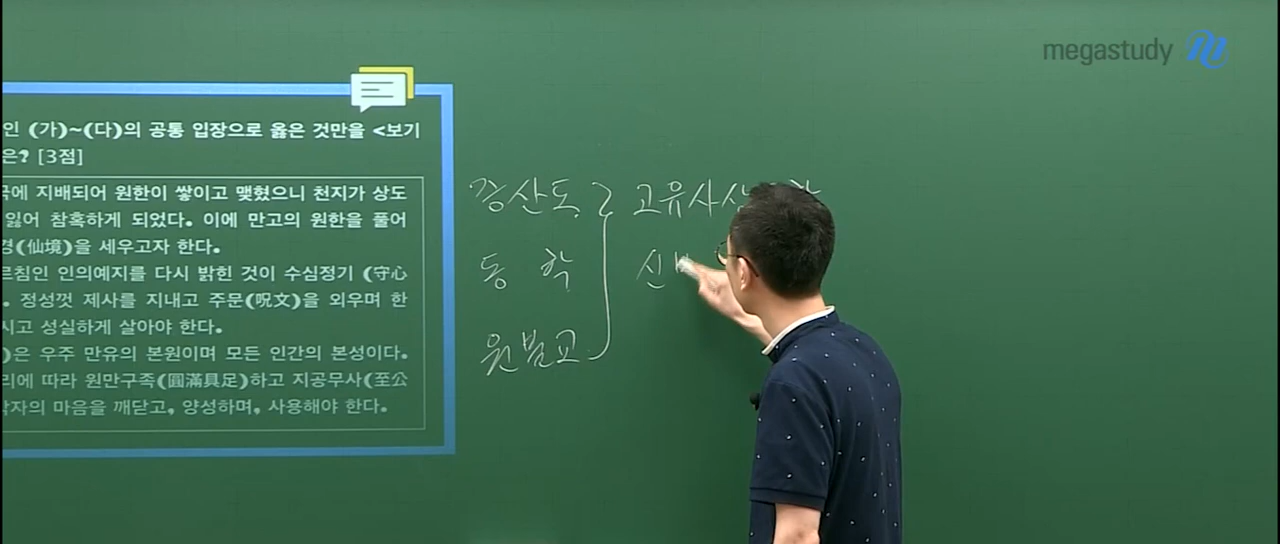 megastudy
인 (가)~(다)의 공통 입장으로 옳은 것만을 <보기
은? [3점]
국에 지배되어 원한이 쌓이고 맺혔으니 천지가 상도
잃어 참혹하게 되었다. 이에 만고의 원한을 풀어
경(仙境)을 세우고자 한다.
르침인 인의예지를 다시 밝힌 것이 수심정기 (守心
. 정성껏 제사를 지내고 주문(呪文)을 외우며 한
시고 성실하게 살아야 한다.
)은 우주 만유의 본원이며 모든 인간의 본성이다.
리에 따라 원만구족(圓滿具足)하고 지공무사(至公
각자의 마음을 깨닫고, 양성하며, 사용해야 한다.
증산도 고유사상
동학 신
원불교